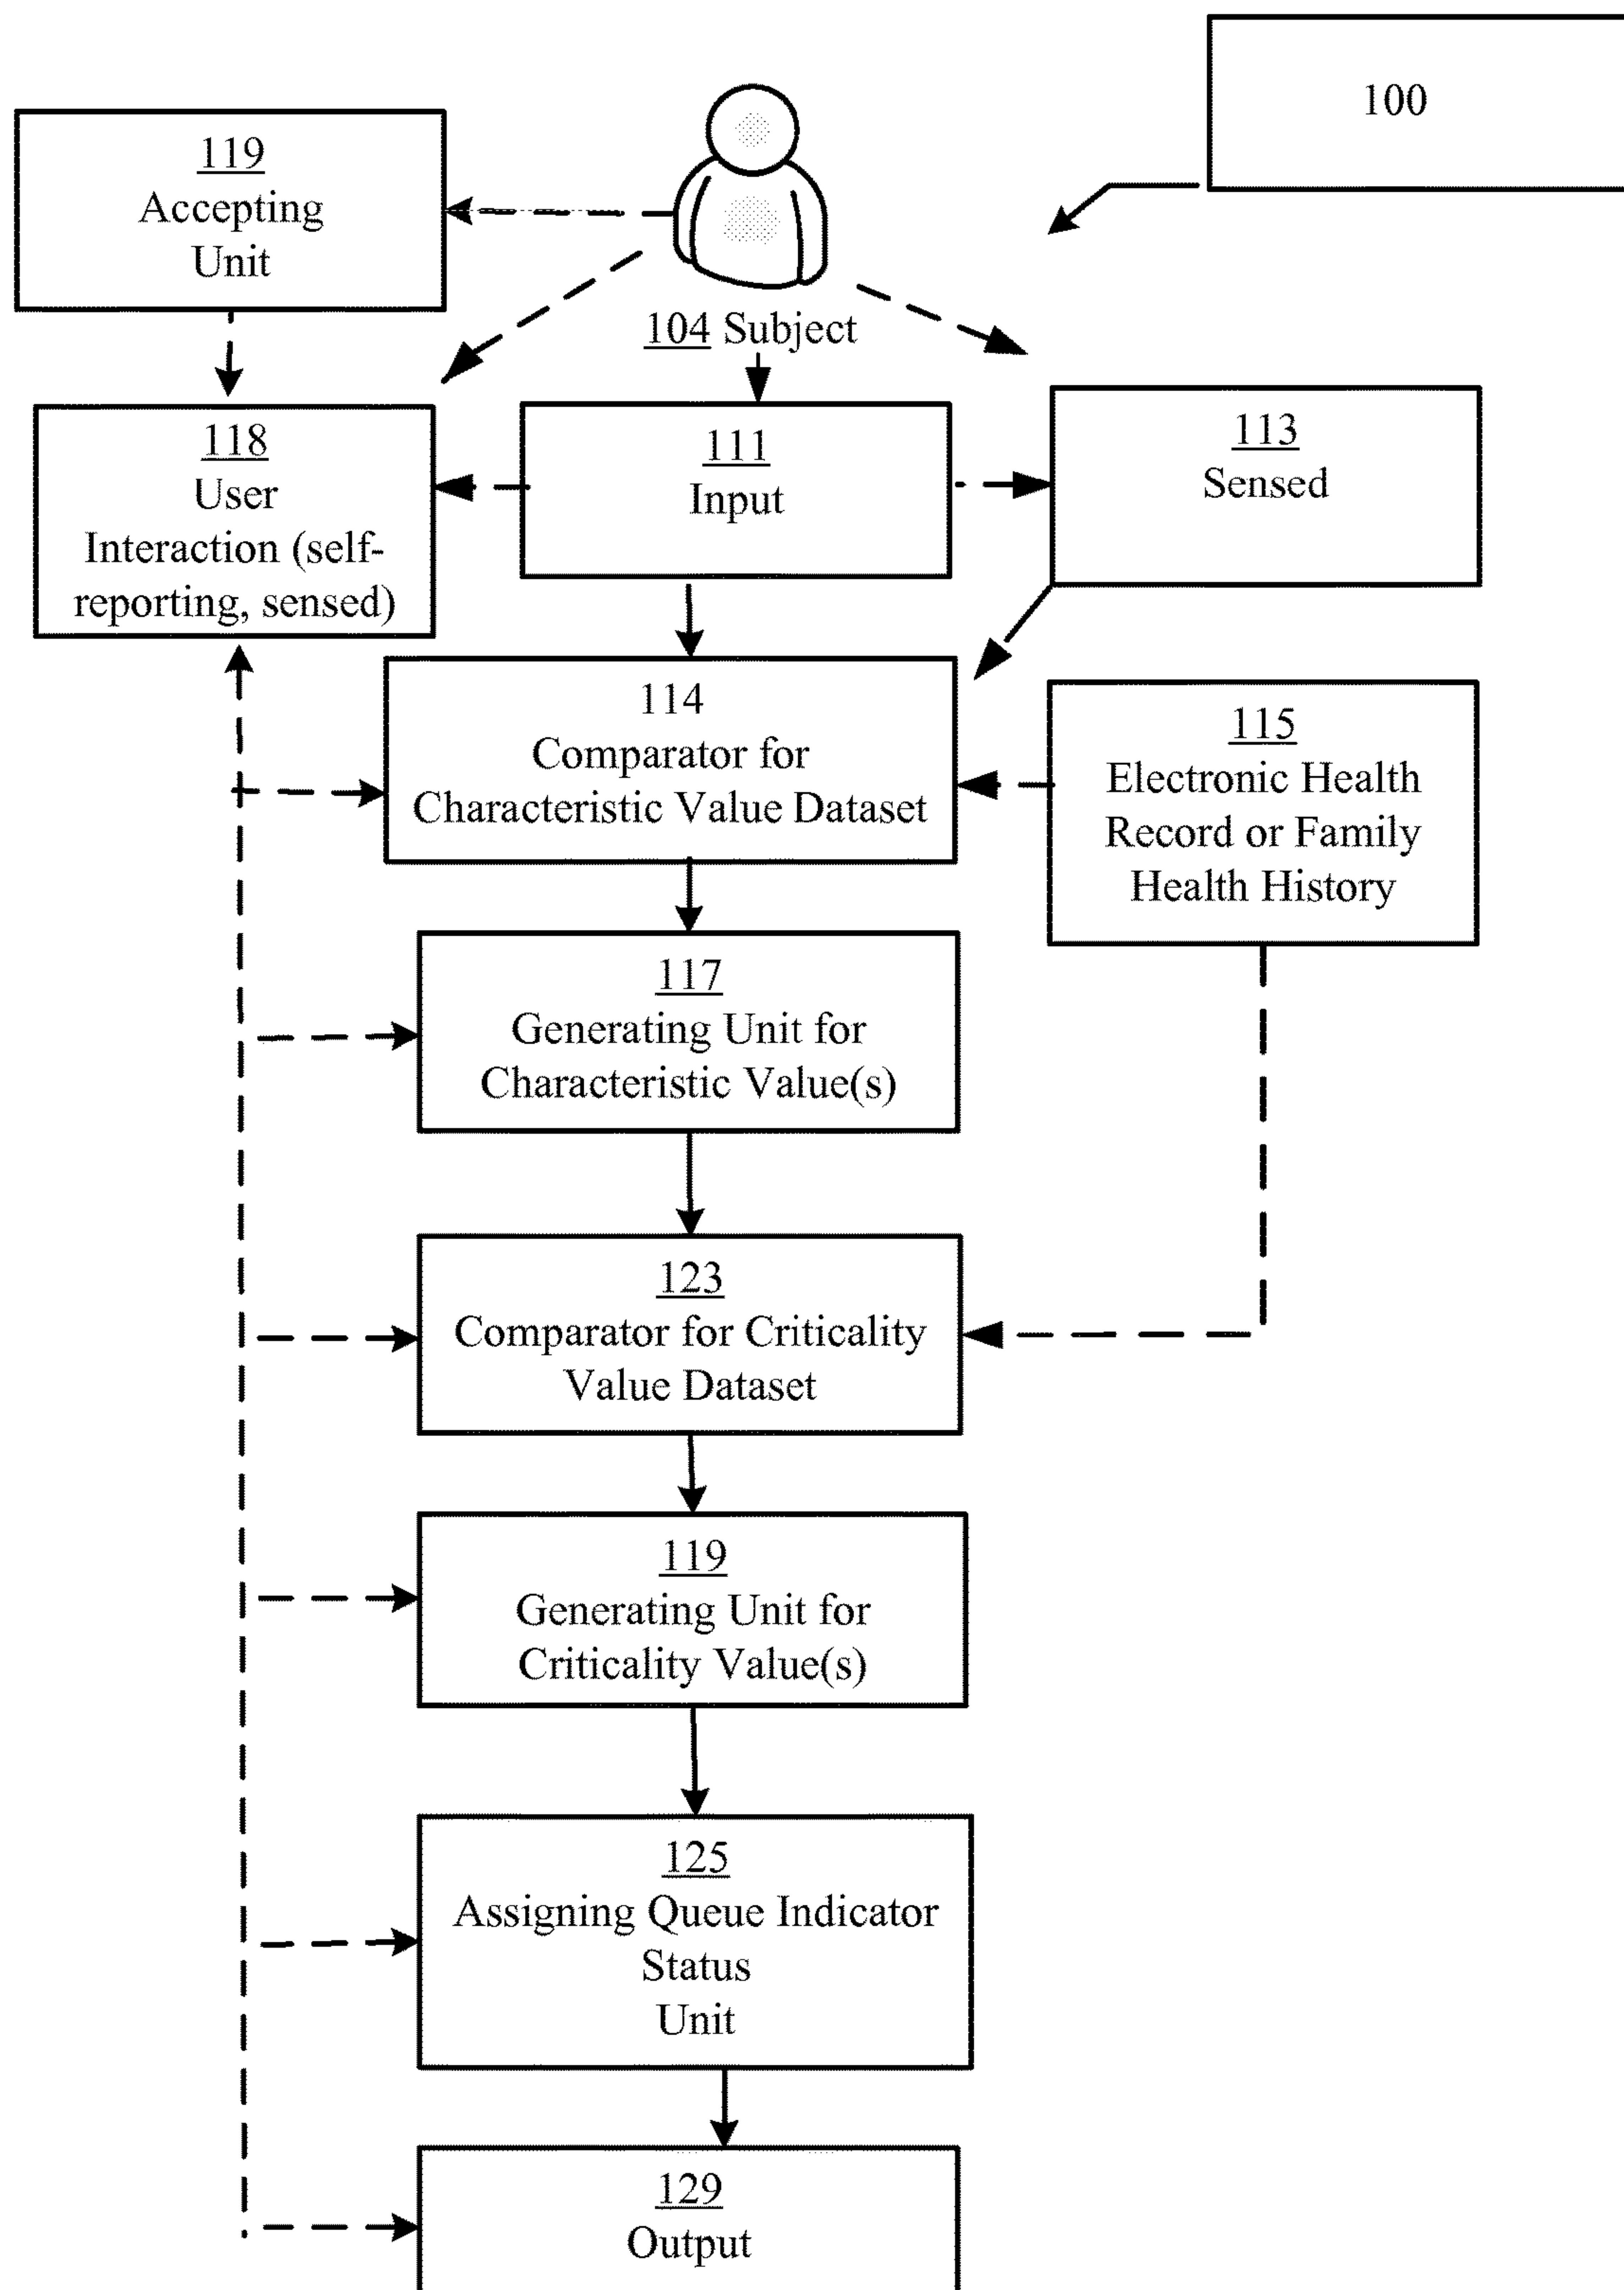 100
119
Accepting
Unit
104 Subject
118
User
Interaction (self-
reporting, sensed)
111
Input
113
Sensed
114
Comparator for
Characteristic Value Dataset
115
Electronic Health
Record or Family
Health History
117
Generating Unit for
Characteristic Value(s)
123
Comparator for Criticality
Value Dataset
119
Generating Unit for
Criticality Value(s)
125
Assigning Queue Indicator
Status
Unit
129
Output